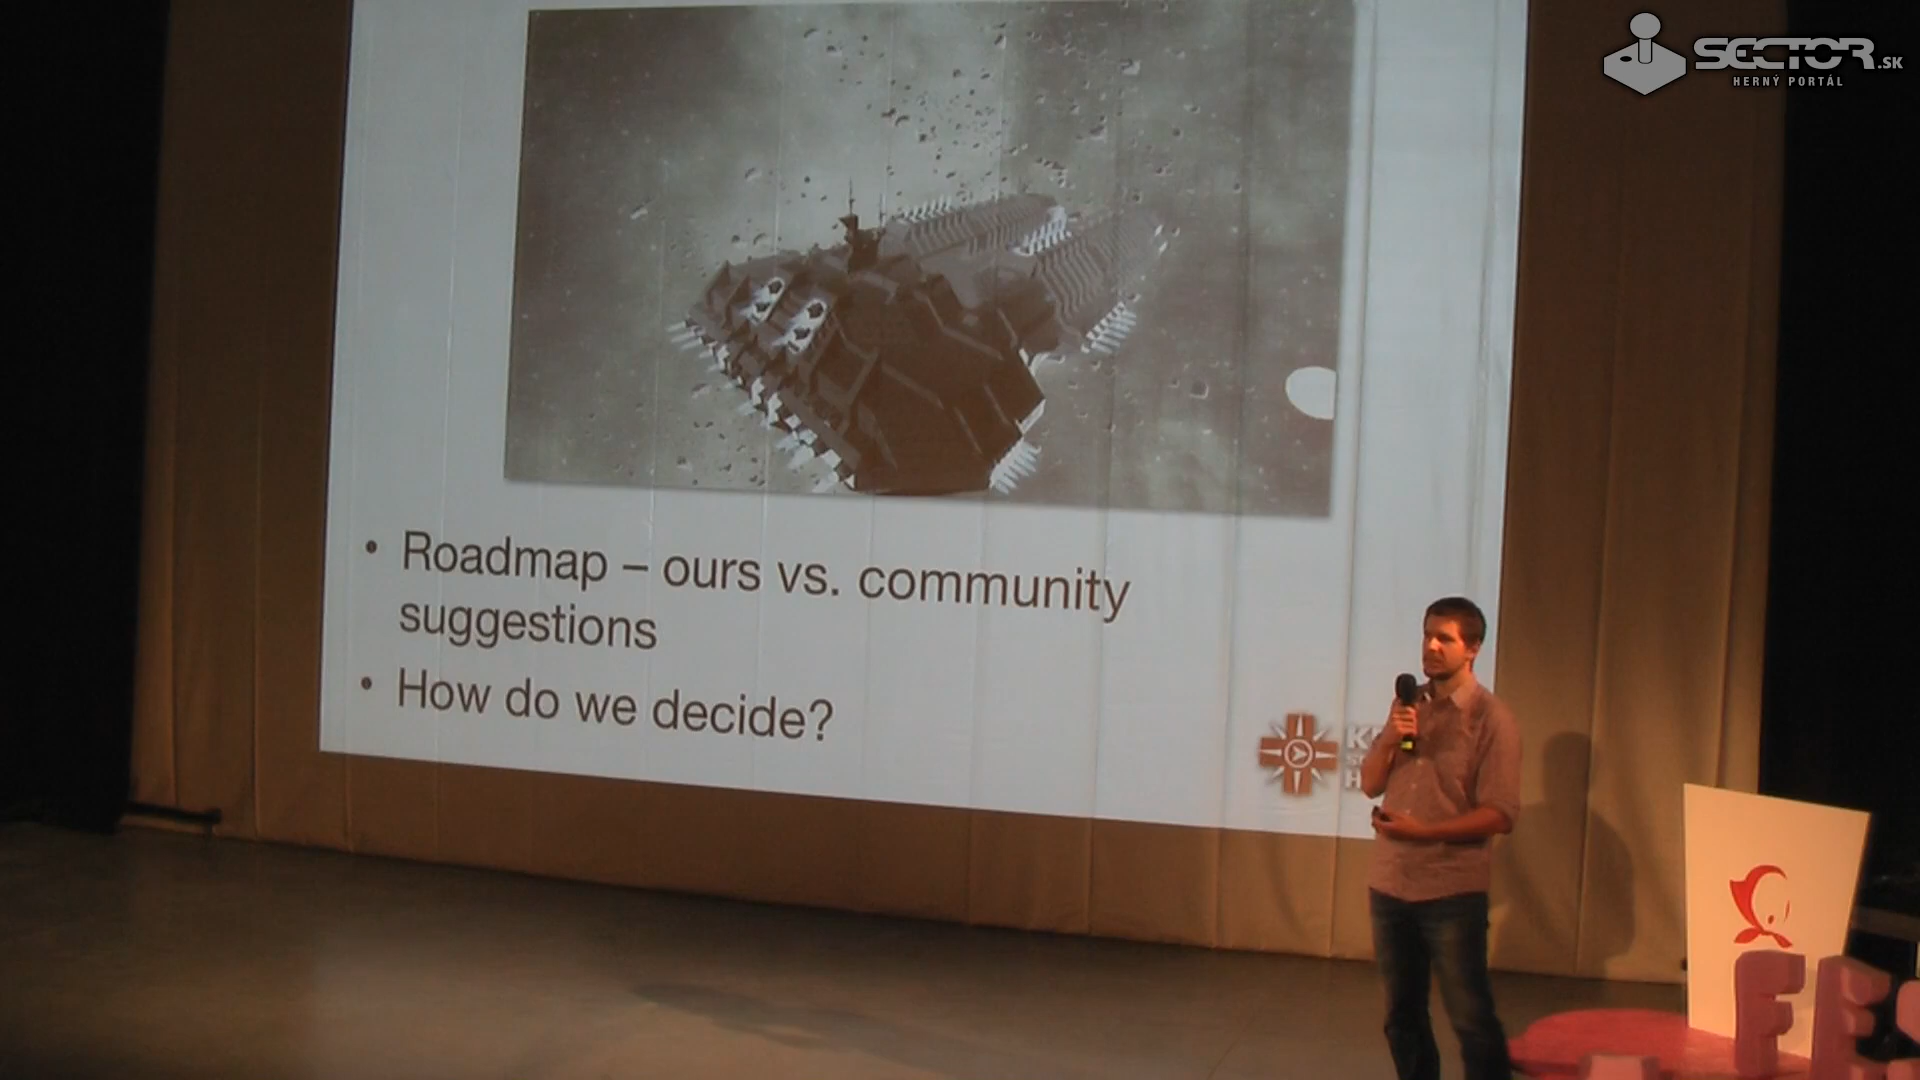 SECTOR.SK
HERNÝ PORTÁL
• Roadmap – ours vs. community
suggestions
• How do we decide?